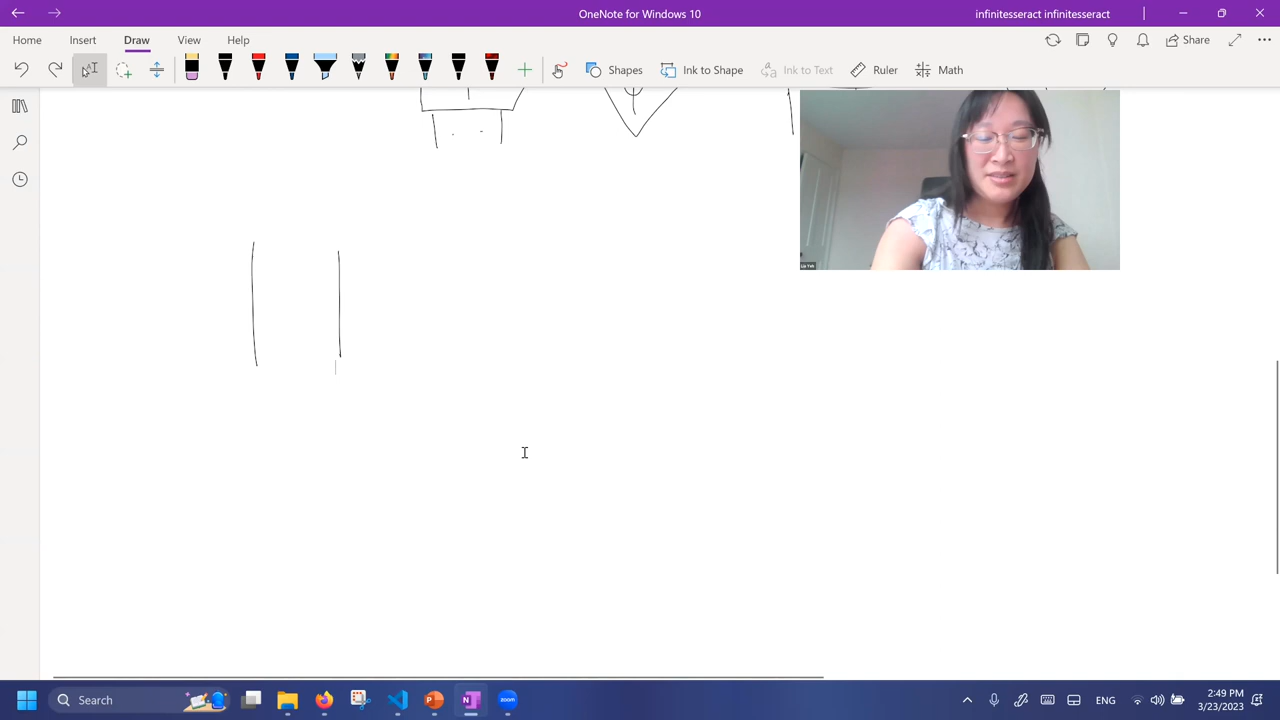 OneNote for Windows 10
infinitesseract infinitesseract
Home Insert Draw View Help
Share
Shapes
Ink to Shape
Ink to Text
Ruler
Math
Search
zoom
ENG
2:49 PM
3/23/2023